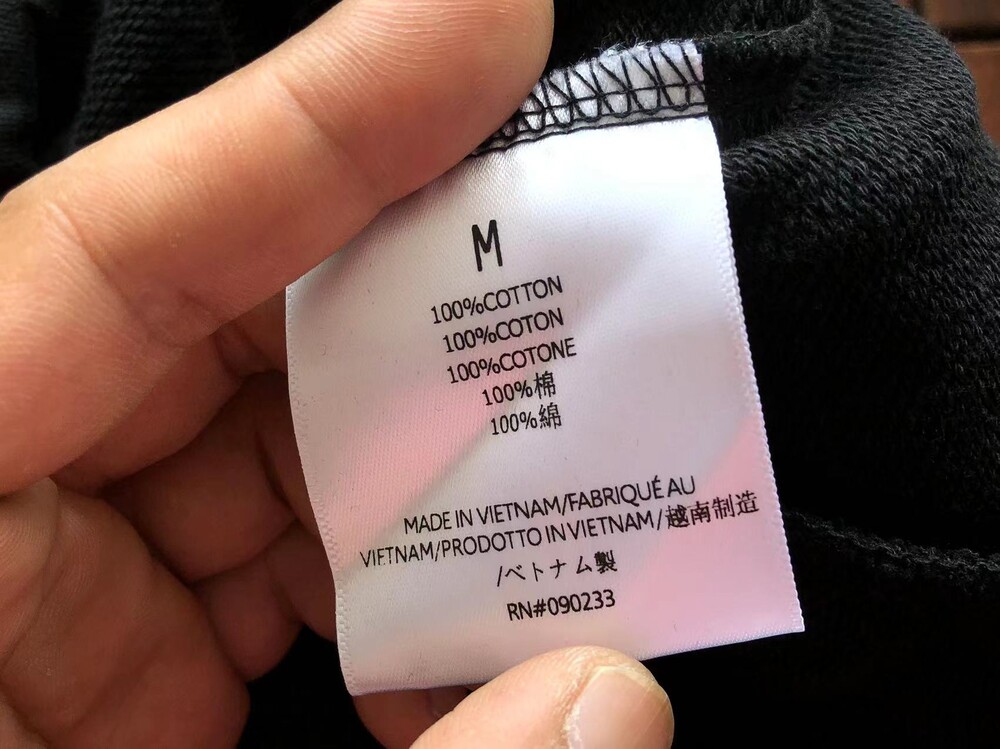 M
100%COTTON
100%COTON
100%COTONE
100%棉
100%綿
MADE IN VIETNAM/FABRIQUÉ AU
VIETNAM/PRODOTTO IN VIETNAM/越南制造
/ベトナム製
RN#090233